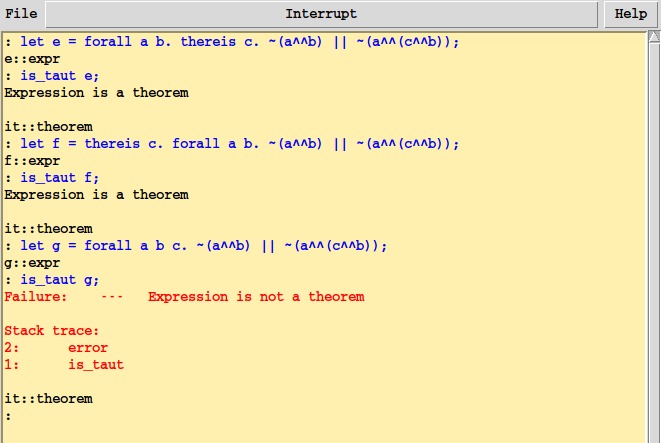 File Interrupt Help
: let e = forall a b. thereis c. ~(a^^b) || ~(a^^(c^^b));
e::expr
: is_taut e;
Expression is a theorem
it::theorem
: let f = thereis c. forall a b. ~(a^^b) || ~(a^^(c^^b));
f::expr
: is_taut f;
Expression is a theorem
it::theorem
: let g = forall a b c. ~(a^^b) || ~(a^^(c^^b));
g::expr
: is_taut g;
Failure:    ---   Expression is not a theorem
Stack trace:
2:      error
1:      is_taut
it::theorem
: